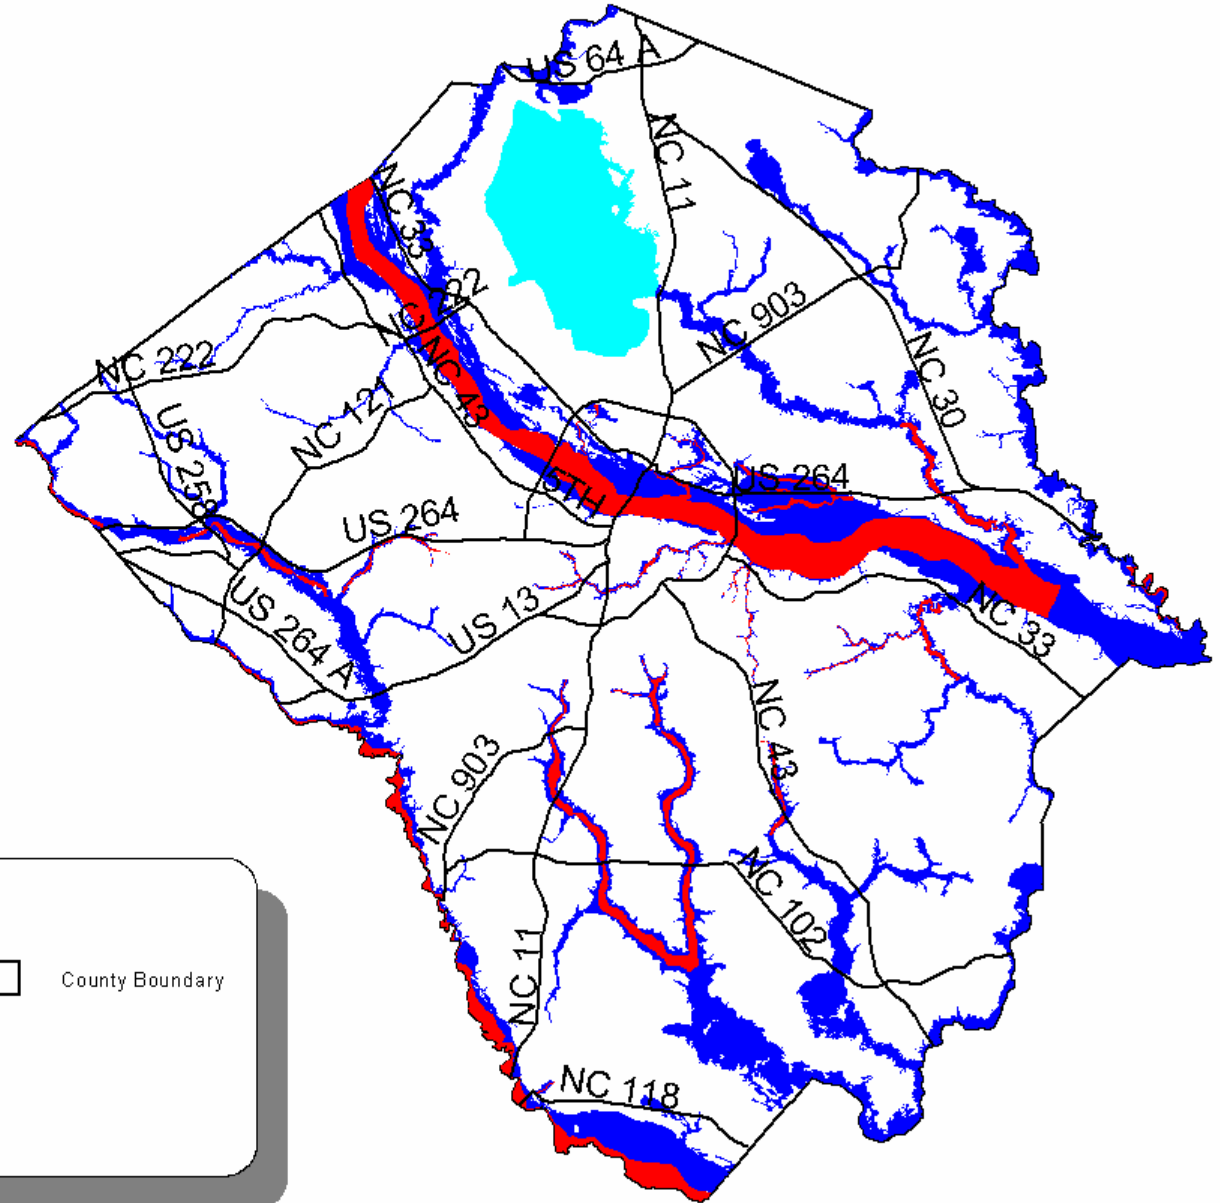 US 64 A
NC 11
NC 33
NC 222
NC 903
NC 222
NC 43
NC 30
NC 121
US 258
5TH
US 264
US 264
US 13
US 264 A
NC 33
NC 43
NC 903
NC 102
County Boundary
NC 11
NC 118